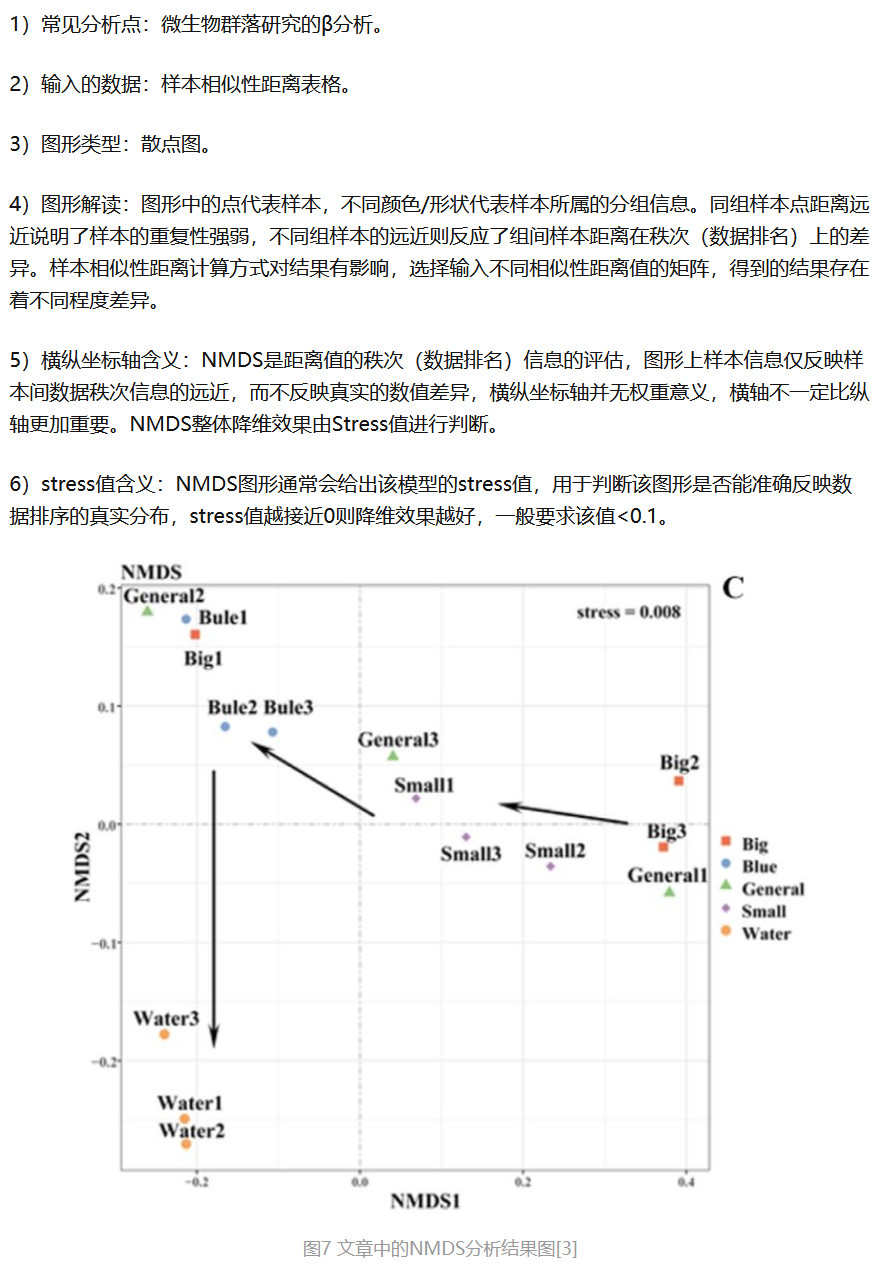 1）常见分析点：微生物群落研究的β分析。
2）输入的数据：样本相似性距离表格。
3）图形类型：散点图。
4）图形解读：图形中的点代表样本，不同颜色/形状代表样本所属的分组信息。同组样本点距离远
近说明了样本的重复性强弱，不同组样本的远近则反应了组间样本距离在秩次（数据排名）上的差
异。样本相似性距离计算方式对结果有影响，选择输入不同相似性距离值的矩阵，得到的结果存在
着不同程度差异。
5）横纵坐标轴含义：NMDS是距离值的秩次（数据排名）信息的评估，图形上样本信息仅反映样
本间数据秩次信息的远近，而不反映真实的数值差异，横纵坐标轴并无权重意义，横轴不一定比纵
轴更加重要。NMDS整体降维效果由Stress值进行判断。
6）stress值含义：NMDS图形通常会给出该模型的stress值，用于判断该图形是否能准确反映数
据排序的真实分布，stress值越接近0则降维效果越好，一般要求该值<0.1。
NMDS
C
0.2
General2
stress = 0.008
Bule1
Big1
0.1
Bule2 Bule3
General3
Big2
Small1
0.0
Big3
Small3
Small2
General1
NMDS2
Big
Blue
General
Small
Water
−0.1
Water3
−0.2
Water1
Water2
−0.2
0.0
0.2
0.4
NMDS1
图7 文章中的NMDS分析结果图[3]